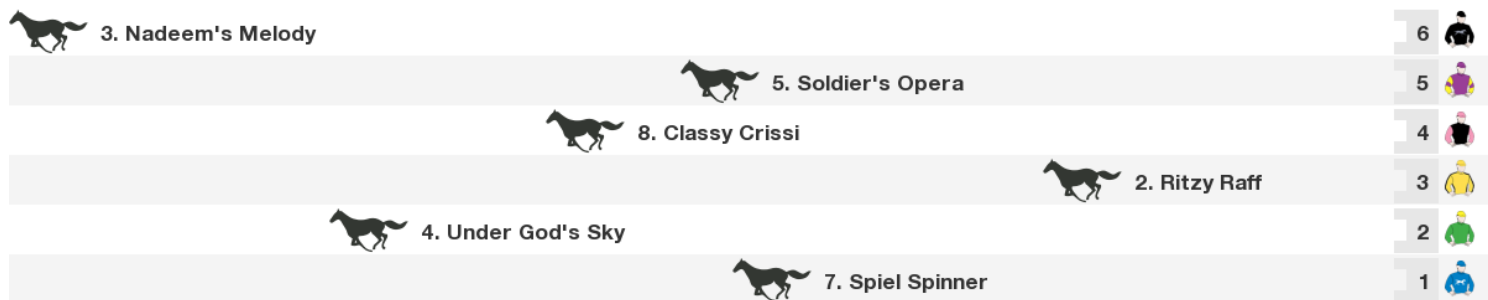 3. Nadeem's Melody 6
5. Soldier's Opera 5
8. Classy Crissi 4
2. Ritzy Raff 3
4. Under God's Sky 2
7. Spiel Spinner 1